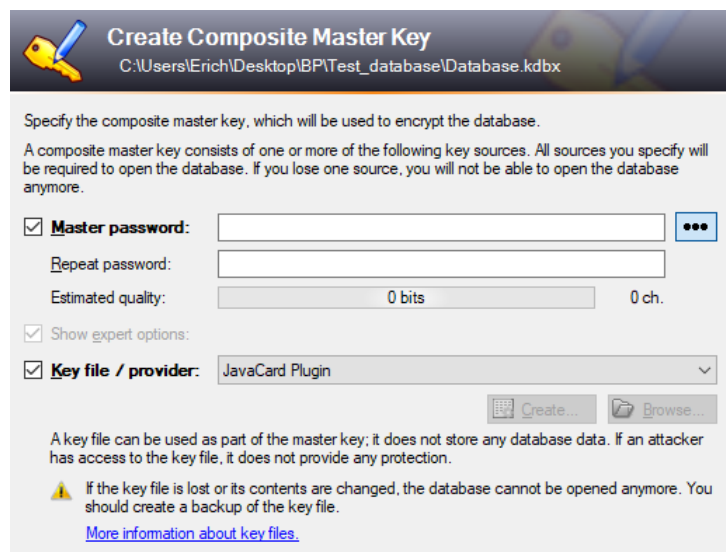 Create Composite Master Key
C:\Users\Erich\Desktop\BP\Test_database\Database.kdbx
Specify the composite master key, which will be used to encrypt the database.
A composite master key consists of one or more of the following key sources. All sources you specify will
be required to open the database. If you lose one source, you will not be able to open the database
anymore.
Master password:
Repeat password:
Estimated quality: 0 bits 0 ch.
Show expert options:
Key file / provider: JavaCard Plugin
Create... Browse...
A key file can be used as part of the master key; it does not store any database data. If an attacker
has access to the key file, it does not provide any protection.
If the key file is lost or its contents are changed, the database cannot be opened anymore. You
should create a backup of the key file.
More information about key files.